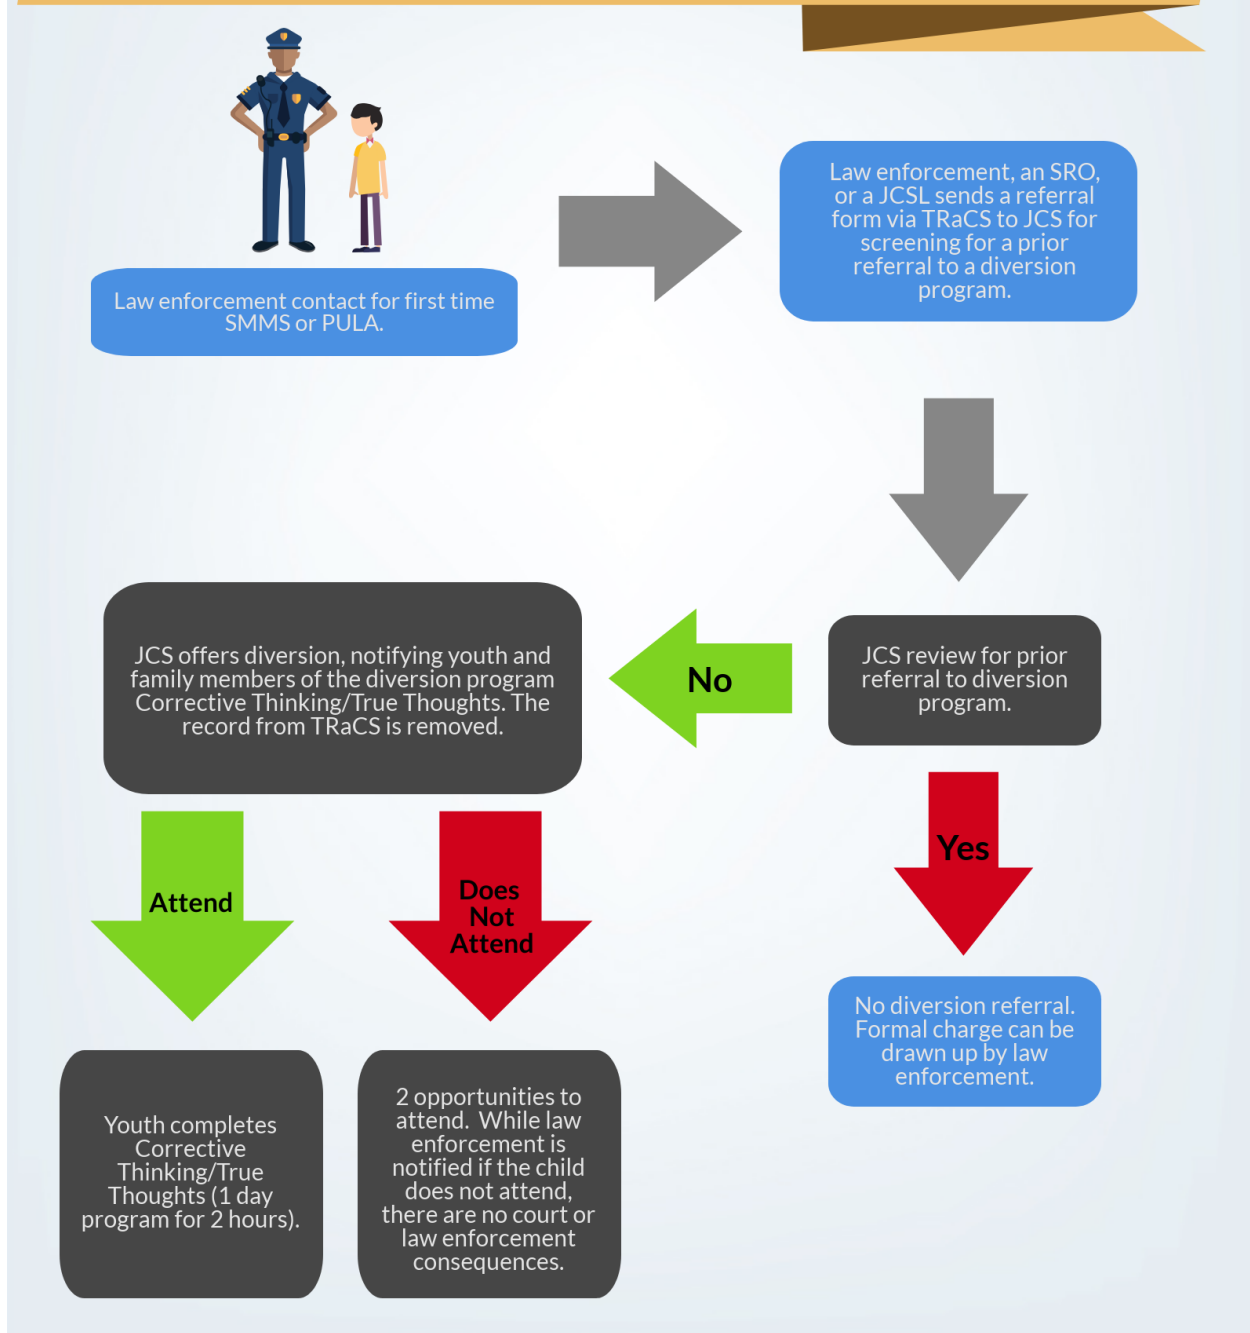 Law enforcement contact for first time
SMMS or PULA.
Law enforcement, an SRO,
or a JCSL sends a referral
form via TRaCS to JCS for
screening for a prior
referral to a diversion
program.
JCS review for prior
referral to diversion
program.
No
JCS offers diversion, notifying youth and
family members of the diversion program
Corrective Thinking/True Thoughts. The
record from TRaCS is removed.
Yes
No diversion referral.
Formal charge can be
drawn up by law
enforcement.
Attend
Does
Not
Attend
Youth completes
Corrective
Thinking/True
Thoughts (1 day
program for 2 hours).
2 opportunities to
attend.  While law
enforcement is
notified if the child
does not attend,
there are no court or
law enforcement
consequences.